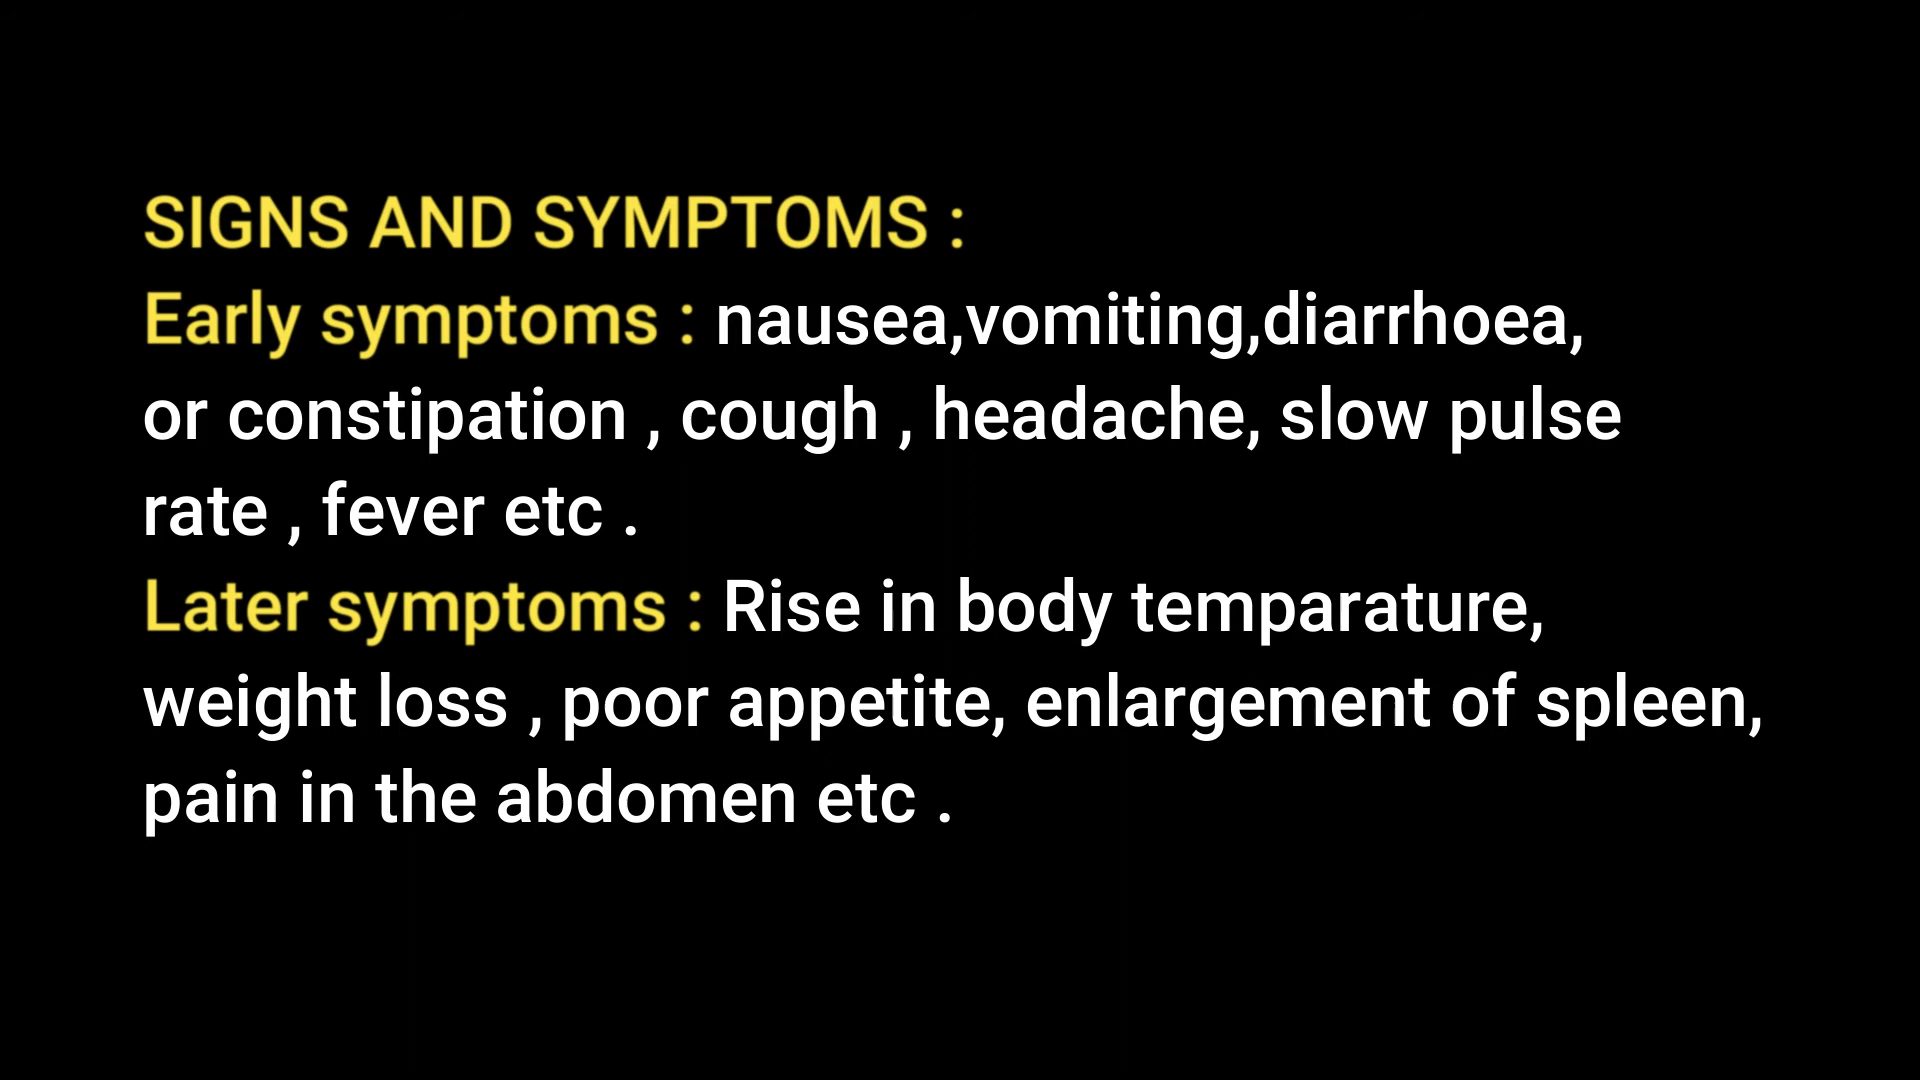 SIGNS AND SYMPTOMS :
Early symptoms : nausea,vomiting,diarrhoea,
or constipation , cough , headache, slow pulse
rate , fever etc .
Later symptoms : Rise in body temparature,
weight loss , poor appetite, enlargement of spleen,
pain in the abdomen etc .